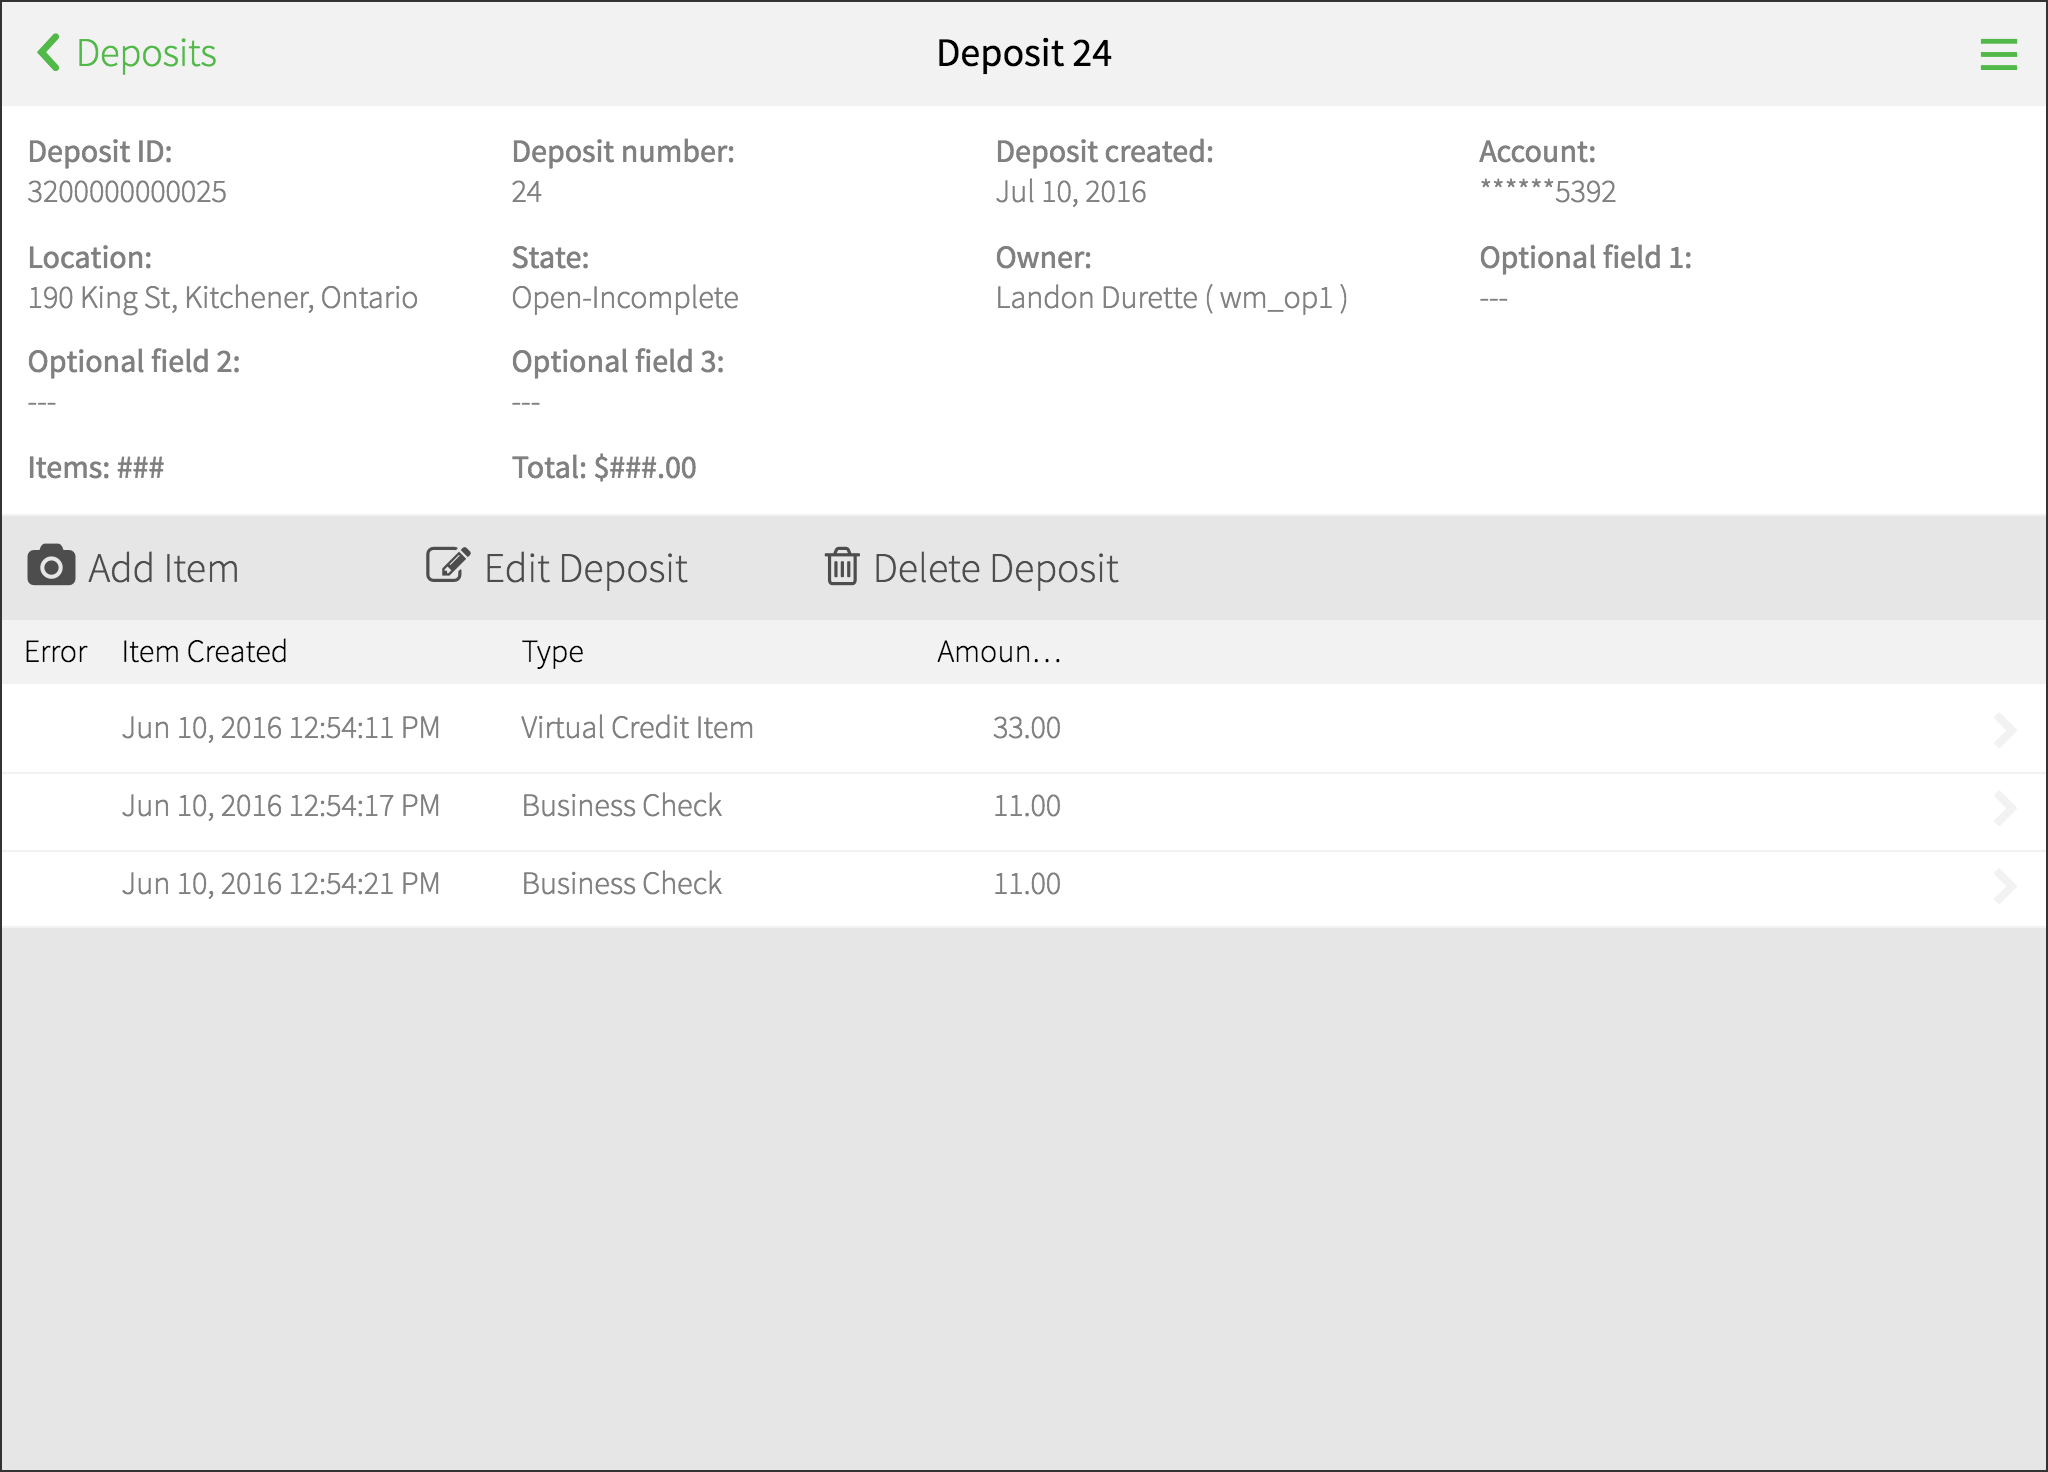 Deposits
Deposit 24
Deposit ID:
3200000000025
Deposit number:
24
Deposit created:
Jul 10, 2016
Account:
******5392
Location:
190 King St, Kitchener, Ontario
State:
Open-Incomplete
Owner:
Landon Durette ( wm_op1 )
Optional field 1:
---
Optional field 2:
---
Optional field 3:
---
Items: ###
Total: $###.00
Add Item
Edit Deposit
Delete Deposit
Error Item Created Type Amoun...
Jun 10, 2016 12:54:11 PM Virtual Credit Item 33.00
Jun 10, 2016 12:54:17 PM Business Check 11.00
Jun 10, 2016 12:54:21 PM Business Check 11.00